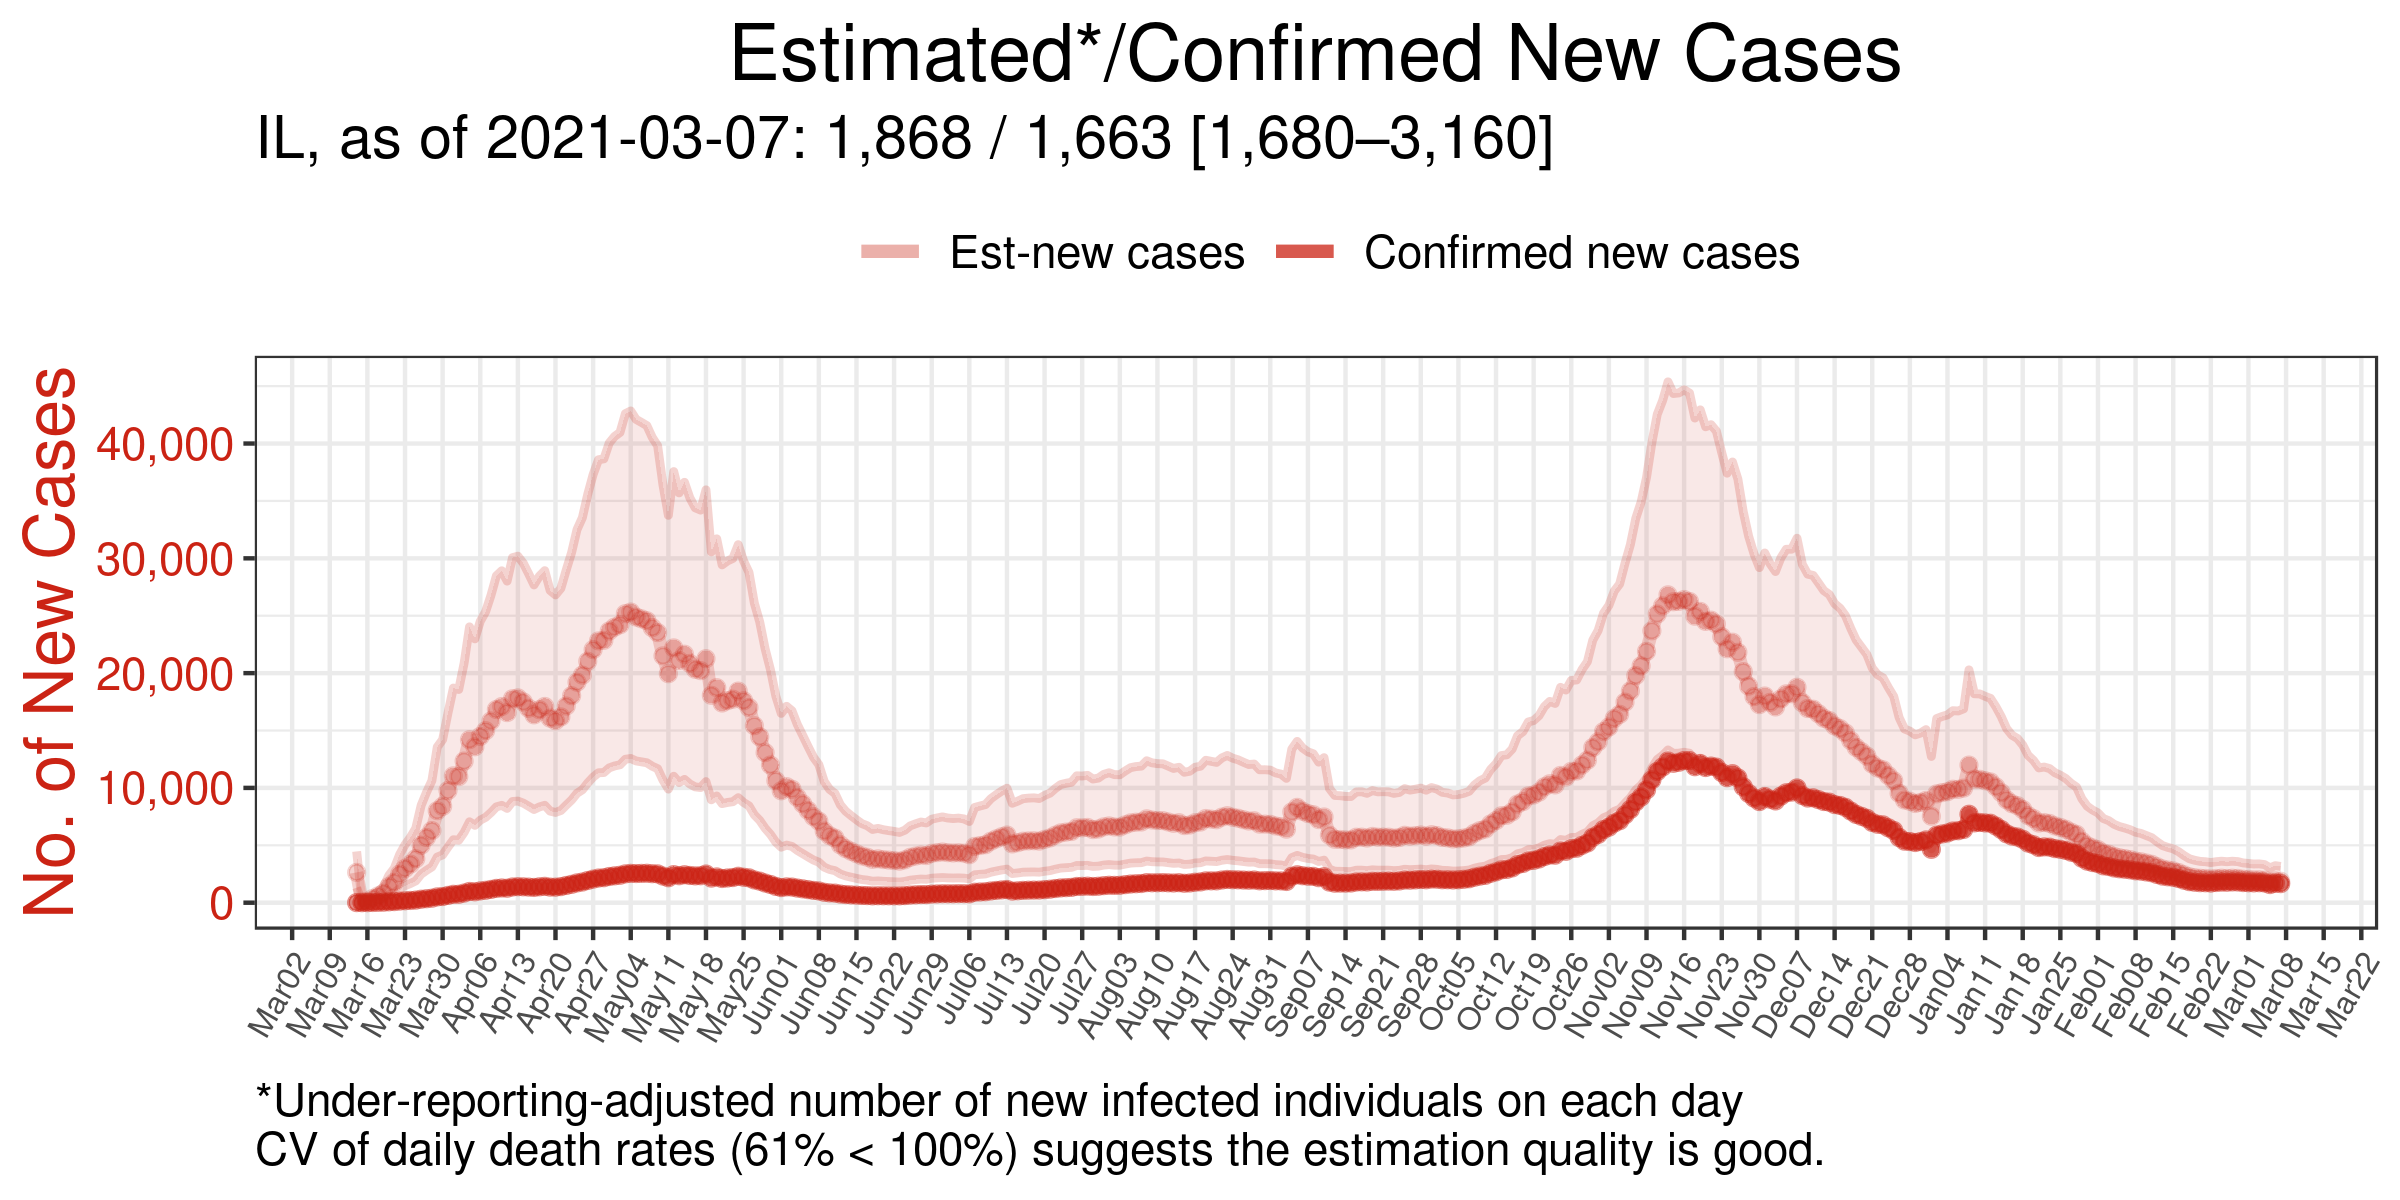 Estimated*/Confirmed New Cases
IL, as of 2021-03-07: 1,868 / 1,663 [1,680–3,160]
Est-new cases
Confirmed new cases
No. of New Cases
40,000
30,000
20,000
10,000
0
Mar02
Mar09
Mar16
Mar23
Mar30
Apr06
Apr13
Apr20
Apr27
May04
May11
May18
May25
Jun01
Jun08
Jun15
Jun22
Jun29
Jul06
Jul13
Jul20
Jul27
Aug03
Aug10
Aug17
Aug24
Aug31
Sep07
Sep14
Sep21
Sep28
Oct05
Oct12
Oct19
Oct26
Nov02
Nov09
Nov16
Nov23
Nov30
Dec07
Dec14
Dec21
Dec28
Jan04
Jan11
Jan18
Jan25
Feb01
Feb08
Feb15
Feb22
Mar01
Mar08
Mar15
Mar22
*Under-reporting-adjusted number of new infected individuals on each day
CV of daily death rates (61% < 100%) suggests the estimation quality is good.